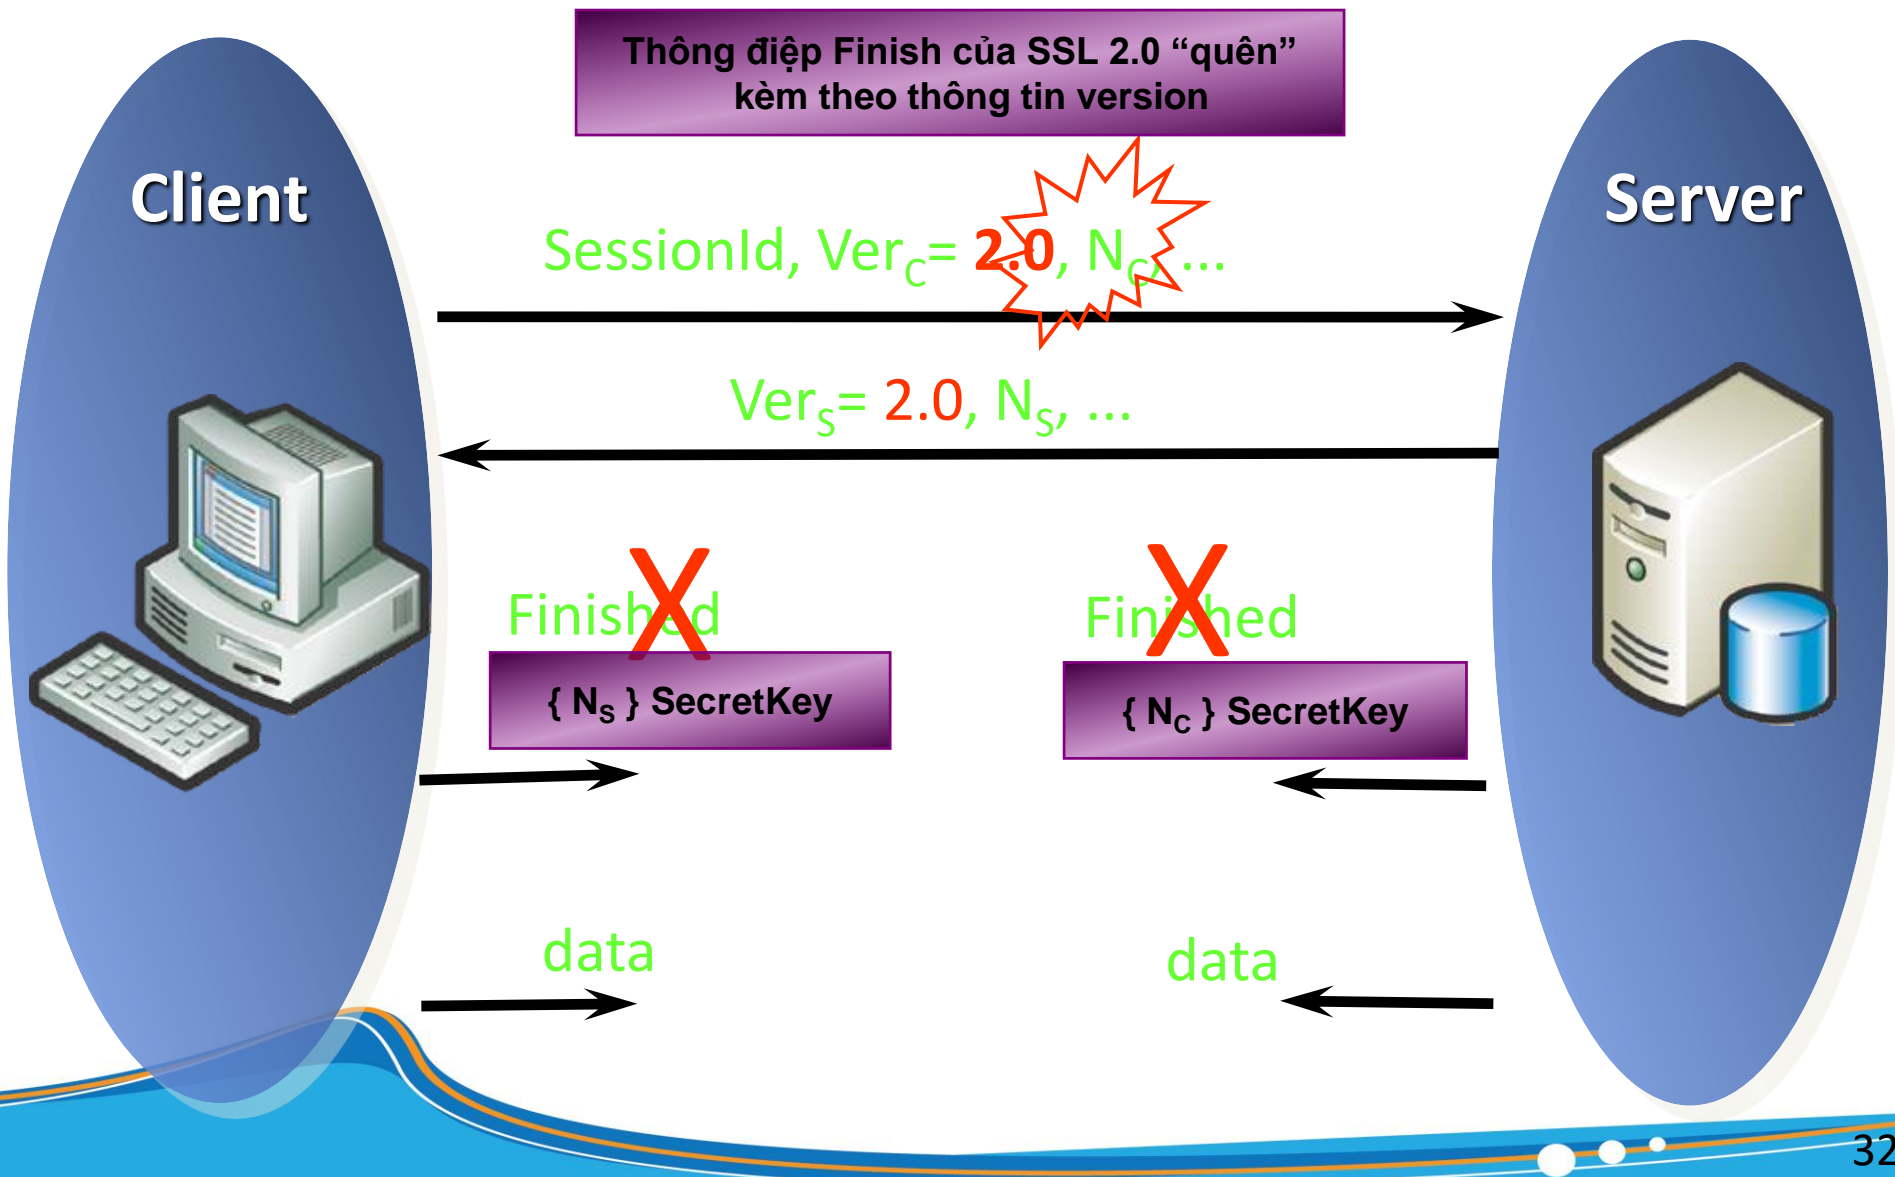 Thông điệp Finish của SSL 2.0 “quên”
kèm theo thông tin version
Client
Server
SessionId, VerC= 2.0, NC, ...
VerS= 2.0, NS, ...
Finished
X
Finished
X
{ NS } SecretKey
{ NC } SecretKey
data
data
32